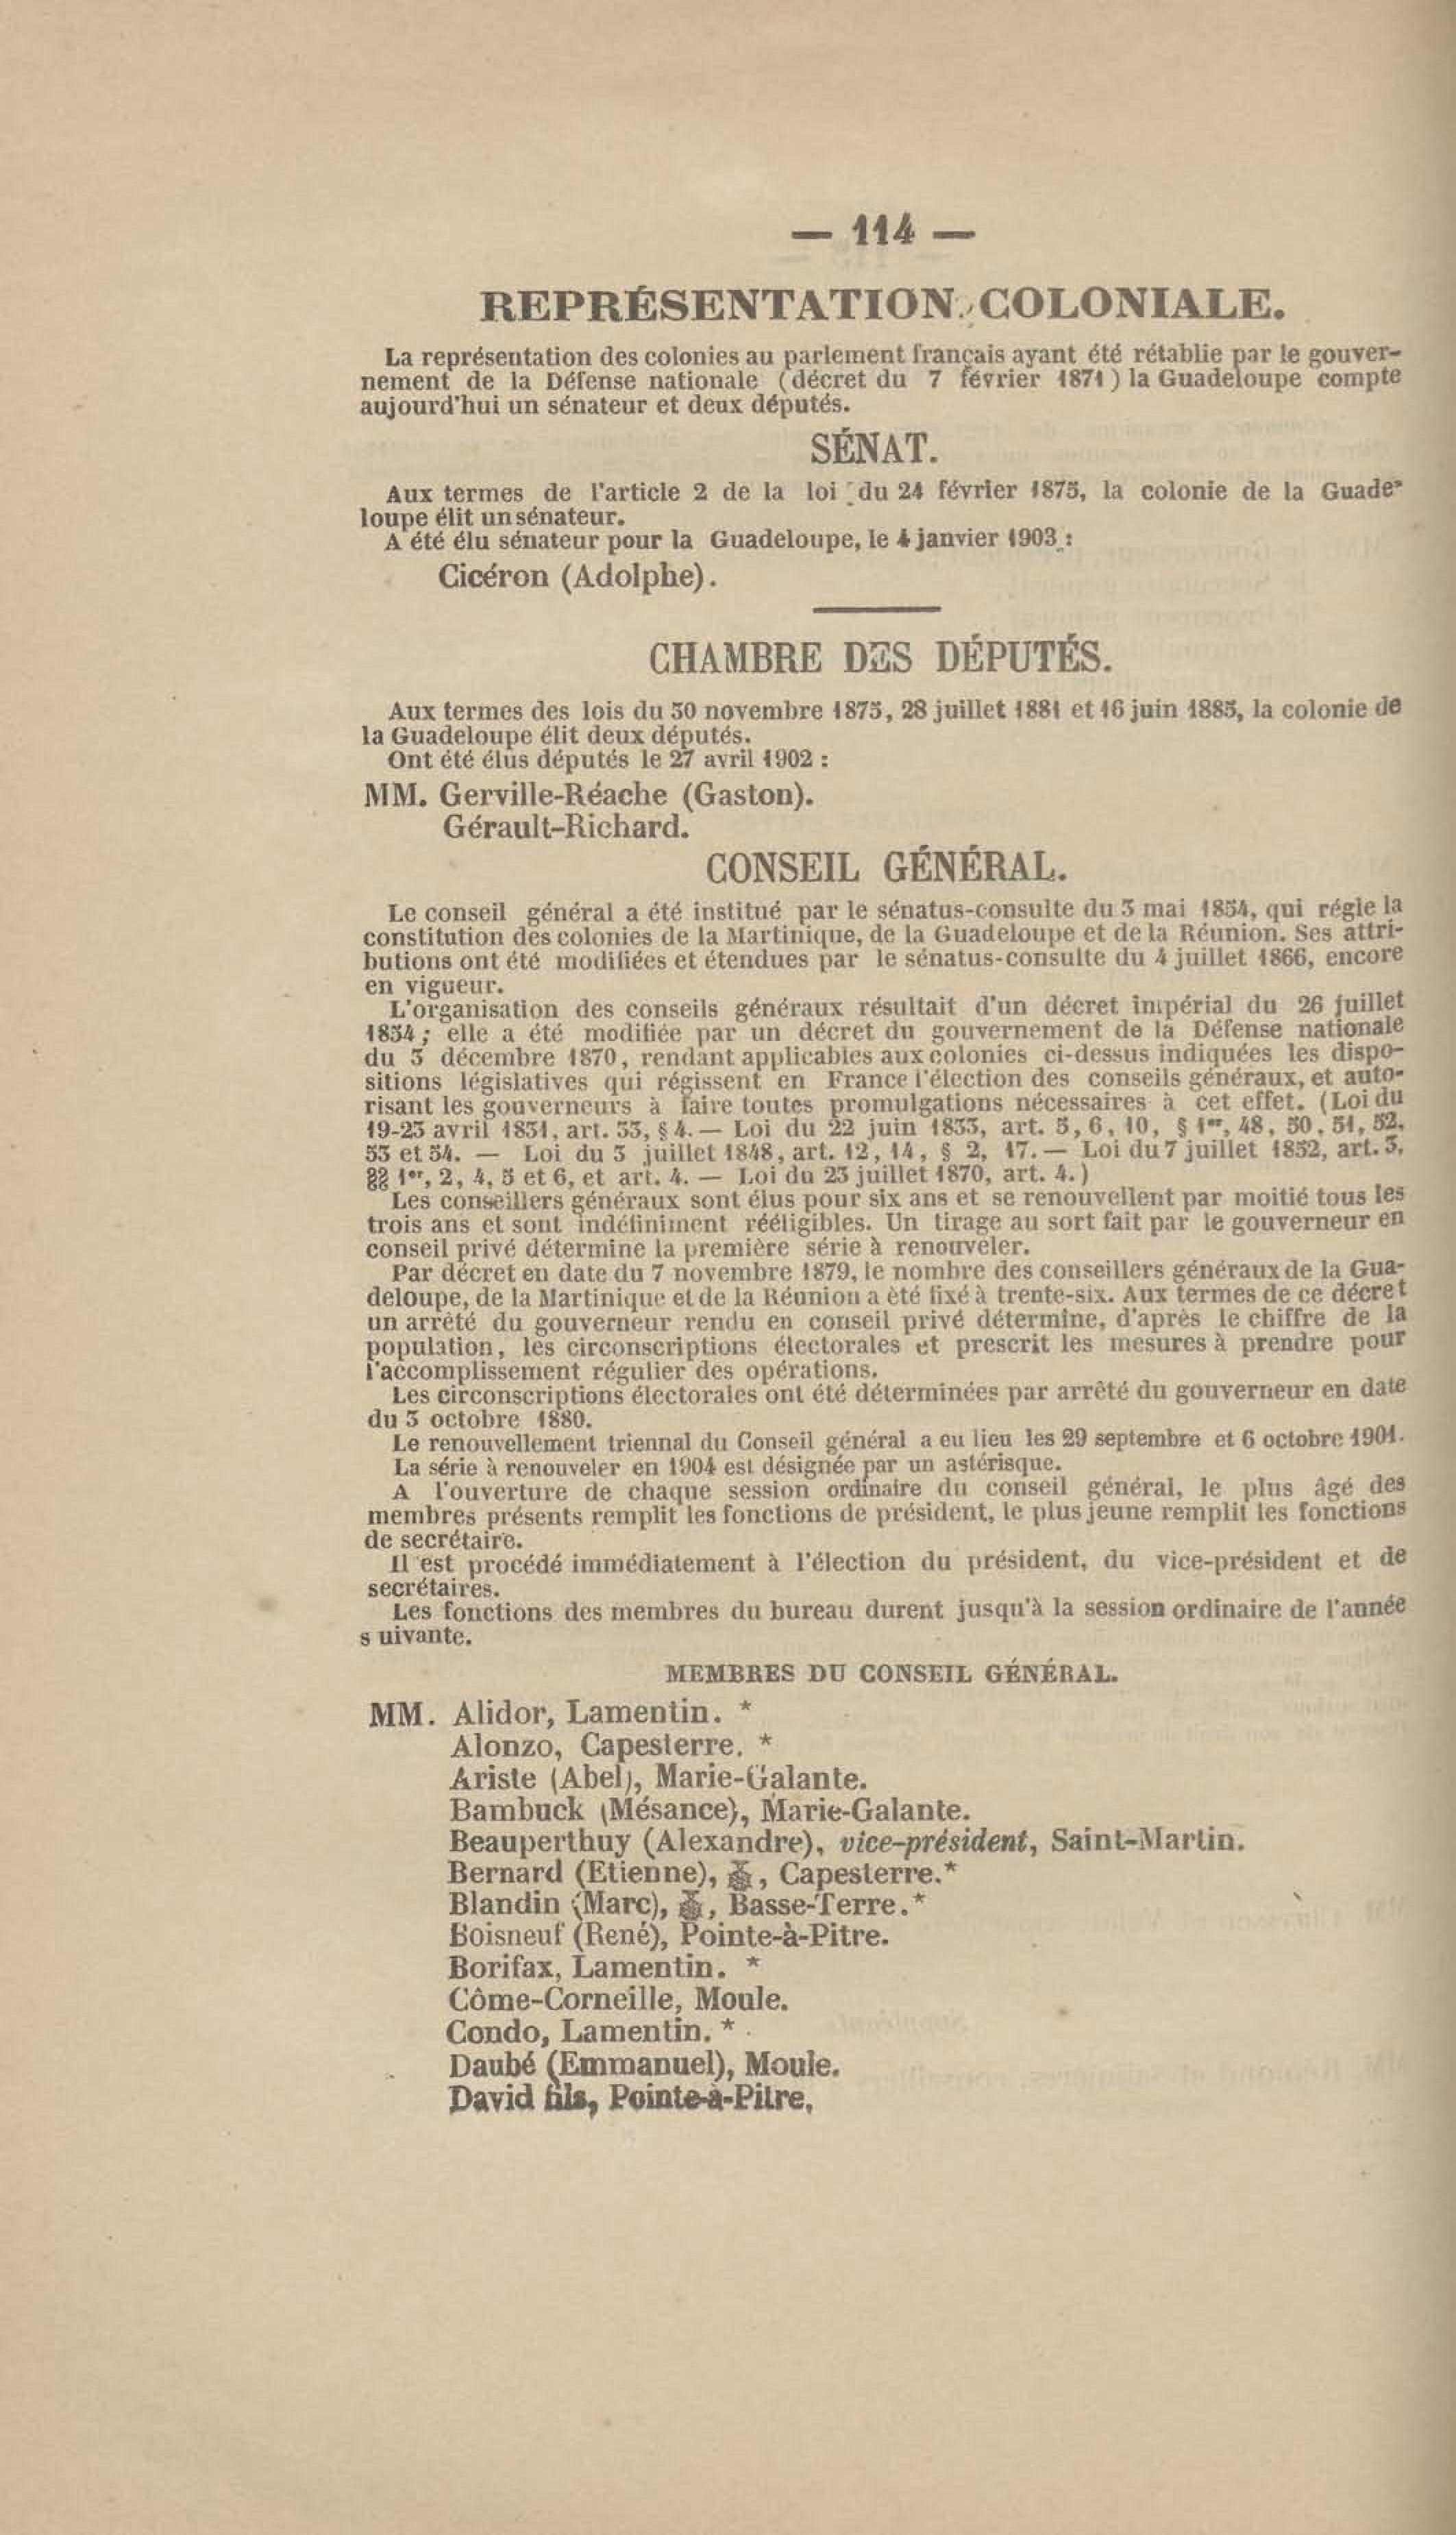 — 114 —
REPRÉSENTATION COLONIALE.
La représentation des colonies au parlement français ayant été rétablie par le gouver-
nement de la Défense nationale (décret du 7 février 1871) la Guadeloupe compte
aujourd'hui un sénateur et deux députés.
SÉNAT.
Aux termes de l'article 2 de la loi du 24 février 1875, la colonie de la Guade-
loupe élit un sénateur.
A été élu sénateur pour la Guadeloupe, le 4 janvier 1903 :
Cicéron (Adolphe).
CHAMBRE DES DÉPUTÉS.
Aux termes des lois du 30 novembre 1875, 28 juillet 1881 et 16 juin 1885, la colonie de
la Guadeloupe élit deux députés.
Ont été élus députés le 27 avril 1902 :
MM. Gerville-Réache (Gaston).
Gérault-Richard.
CONSEIL GÉNÉRAL.
Le conseil général a été institué par le sénatus-consulte du 3 mai 1854, qui régle la
constitution des colonies de la Martinique, de la Guadeloupe et de la Réunion. Ses attri-
butions ont été modifiées et étendues par le sénatus-consulte du 4 juillet 1866, encore
en vigueur.
L'organisation des conseils généraux résultait d'un décret impérial du 26 juillet
1854 ; elle a été modifiée par un décret du gouvernement de la Défense nationale
du 3 décembre 1870, rendant applicables aux colonies ci-dessus indiquées les dispo-
sitions législatives qui régissent en France l'élection des conseils généraux, et auto-
risant les gouverneurs à faire toutes promulgations nécessaires à cet effet. (Loi du
19-23 avril 1831, art. 33, § 4. — Loi du 22 juin 1833, art. 5, 6, 10, § 1er, 48, 50, 51, 52,
53 et 54. — Loi du 3 juillet 1848, art. 12, 14, § 2, 17. — Loi du 7 juillet 1852, art. 3,
§§ 1er, 2, 4, 5 et 6, et art. 4. — Loi du 23 juillet 1870, art. 4.)
Les conseillers généraux sont élus pour six ans et se renouvellent par moitié tous les
trois ans et sont indéfiniment rééligibles. Un tirage au sort fait par le gouverneur en
conseil privé détermine la première série à renouveler.
Par décret en date du 7 novembre 1879, le nombre des conseillers généraux de la Gua-
deloupe, de la Martinique et de la Réunion a été fixé à trente-six. Aux termes de ce décret
un arrêté du gouverneur rendu en conseil privé détermine, d'après le chiffre de la
population, les circonscriptions électorales et prescrit les mesures à prendre pour
l'accomplissement régulier des opérations.
Les circonscriptions électorales ont été déterminées par arrêté du gouverneur en date
du 3 octobre 1880.
Le renouvellement triennal du Conseil général a eu lieu les 29 septembre et 6 octobre 1901.
La série à renouveler en 1904 est désignée par un astérisque.
A l'ouverture de chaque session ordinaire du conseil général, le plus âgé des
membres présents remplit les fonctions de président, le plus jeune remplit les fonctions
de secrétaire.
Il est procédé immédiatement à l'élection du président, du vice-président et de
secrétaires.
Les fonctions des membres du bureau durent jusqu'à la session ordinaire de l'année
s uivante.
MEMBRES DU CONSEIL GÉNÉRAL.
MM. Alidor, Lamentin. *
Alonzo, Capesterre. *
Ariste (Abel), Marie-Galante.
Bambuck (Mésance), Marie-Galante.
Beauperthuy (Alexandre), vice-président, Saint-Martin.
Bernard (Etienne), , Capesterre.*
Blandin (Marc), , Basse-Terre.*
Boisneuf (René), Pointe-à-Pitre.
Borifax, Lamentin. *
Côme-Corneille, Moule.
Condo, Lamentin. *
Daubé (Emmanuel), Moule.
David fils, Pointe-à-Pitre,